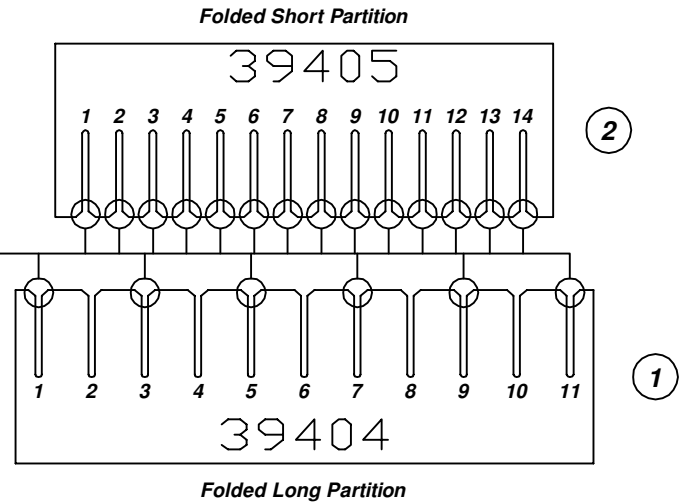 Folded Short Partition
39405
1 2 3 4 5 6 7 8 9 10 11 12 13 14
2
1 2 3 4 5 6 7 8 9 10 11
1
39404
Folded Long Partition